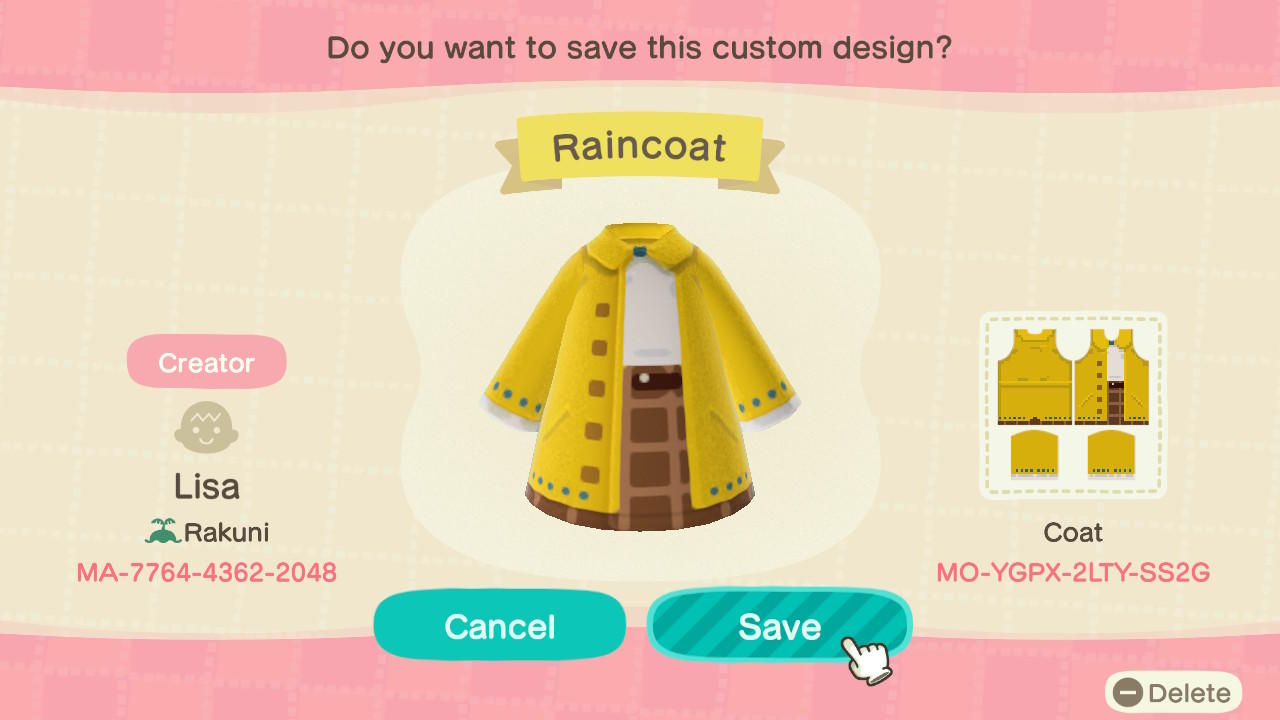 Do you want to save this custom design?
Raincoat
Creator
Lisa
Rakuni
MA-7764-4362-2048
Coat
MO-YGPX-2LTY-SS2G
Cancel
Save
Delete